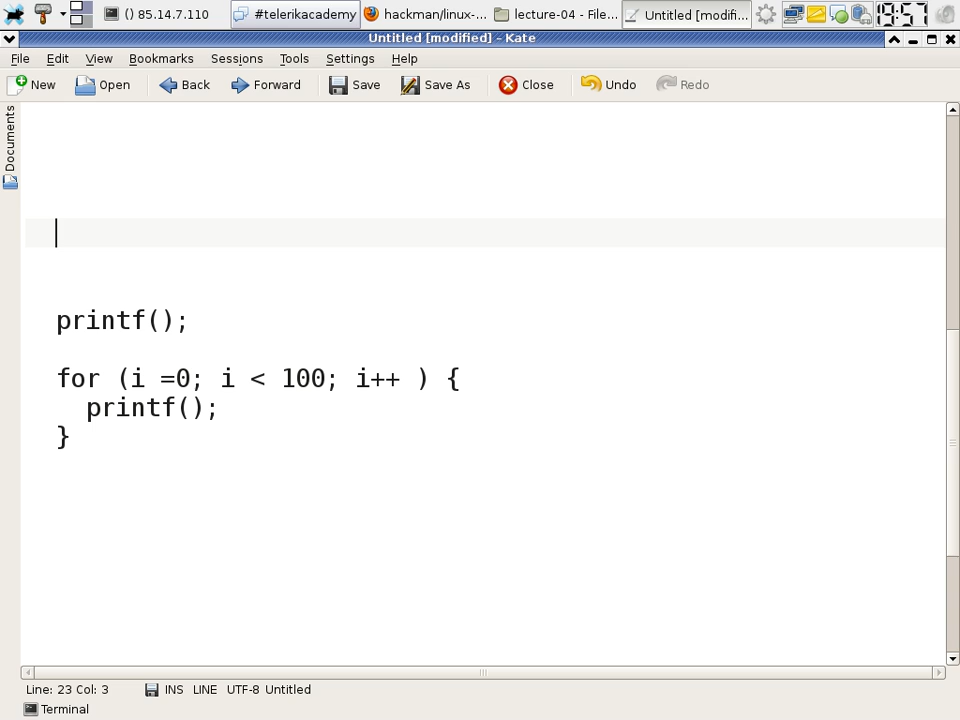 () 85.14.7.110 #telerikacademy hackman/linux-... lecture-04 - File... Untitled [modifi... 19:57
Untitled [modified] - Kate
File Edit View Bookmarks Sessions Tools Settings Help
New Open Back Forward Save Save As Close Undo Redo
Documents
printf();
for (i =0; i < 100; i++ ) {
printf();
}
Line: 23 Col: 3 INS LINE UTF-8 Untitled
Terminal